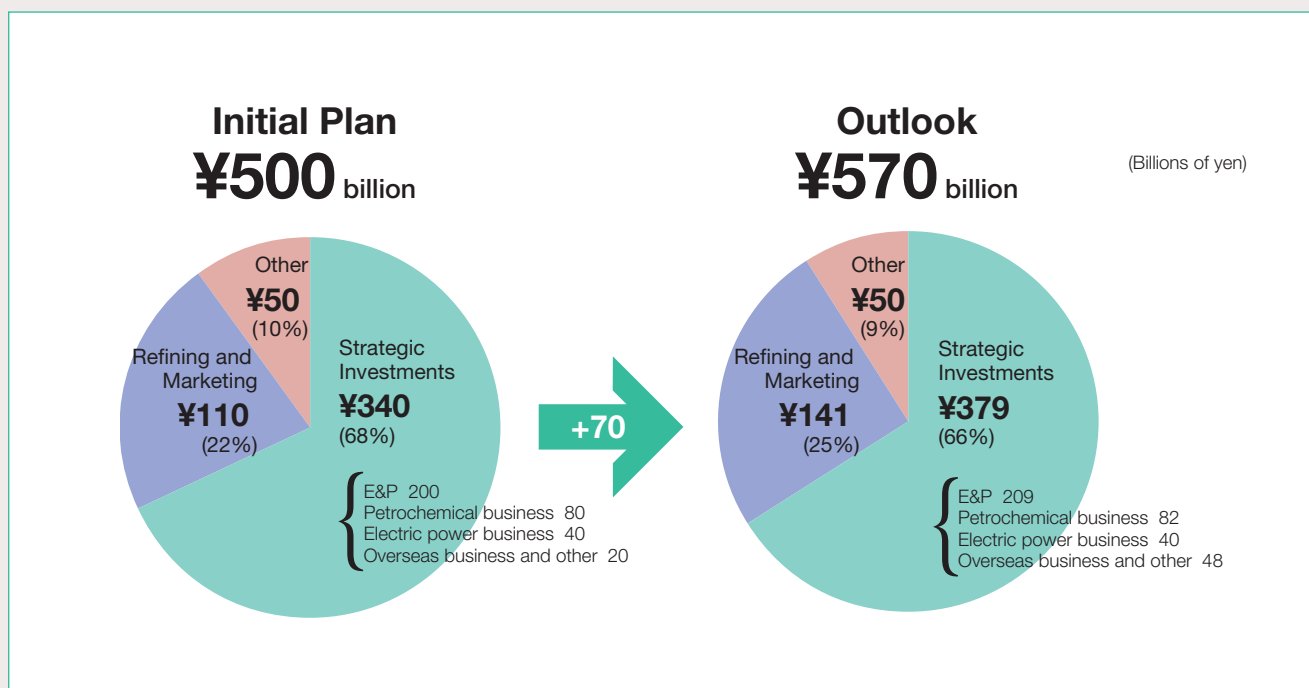 Initial Plan
¥500 billion
Other
¥50
(10%)
Refining and
Marketing
¥110
(22%)
Strategic
Investments
¥340
(68%)
E&P 200
Petrochemical business 80
Electric power business 40
Overseas business and other 20
+70
Outlook
¥570 billion
(Billions of yen)
Other
¥50
(9%)
Refining and
Marketing
¥141
(25%)
Strategic
Investments
¥379
(66%)
E&P 209
Petrochemical business 82
Electric power business 40
Overseas business and other 48